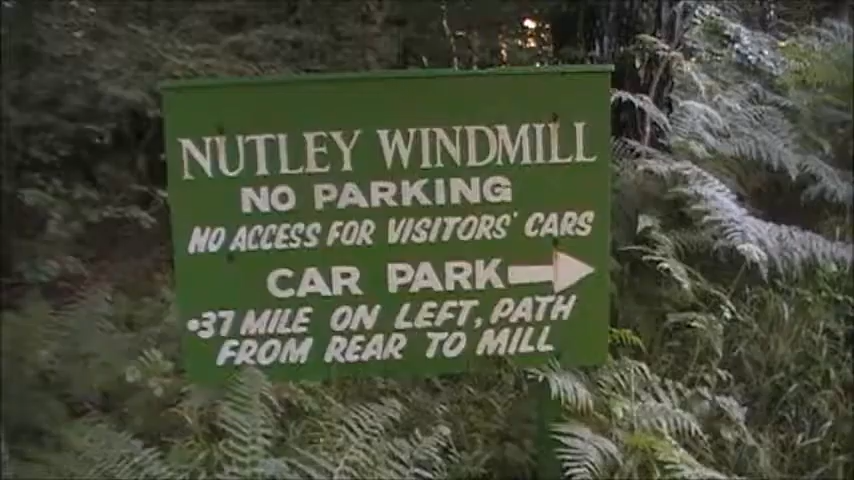 NUTLEY WINDMILL
NO PARKING
NO ACCESS FOR VISITORS' CARS
CAR PARK
•37 MILE ON LEFT, PATH
FROM REAR TO MILL